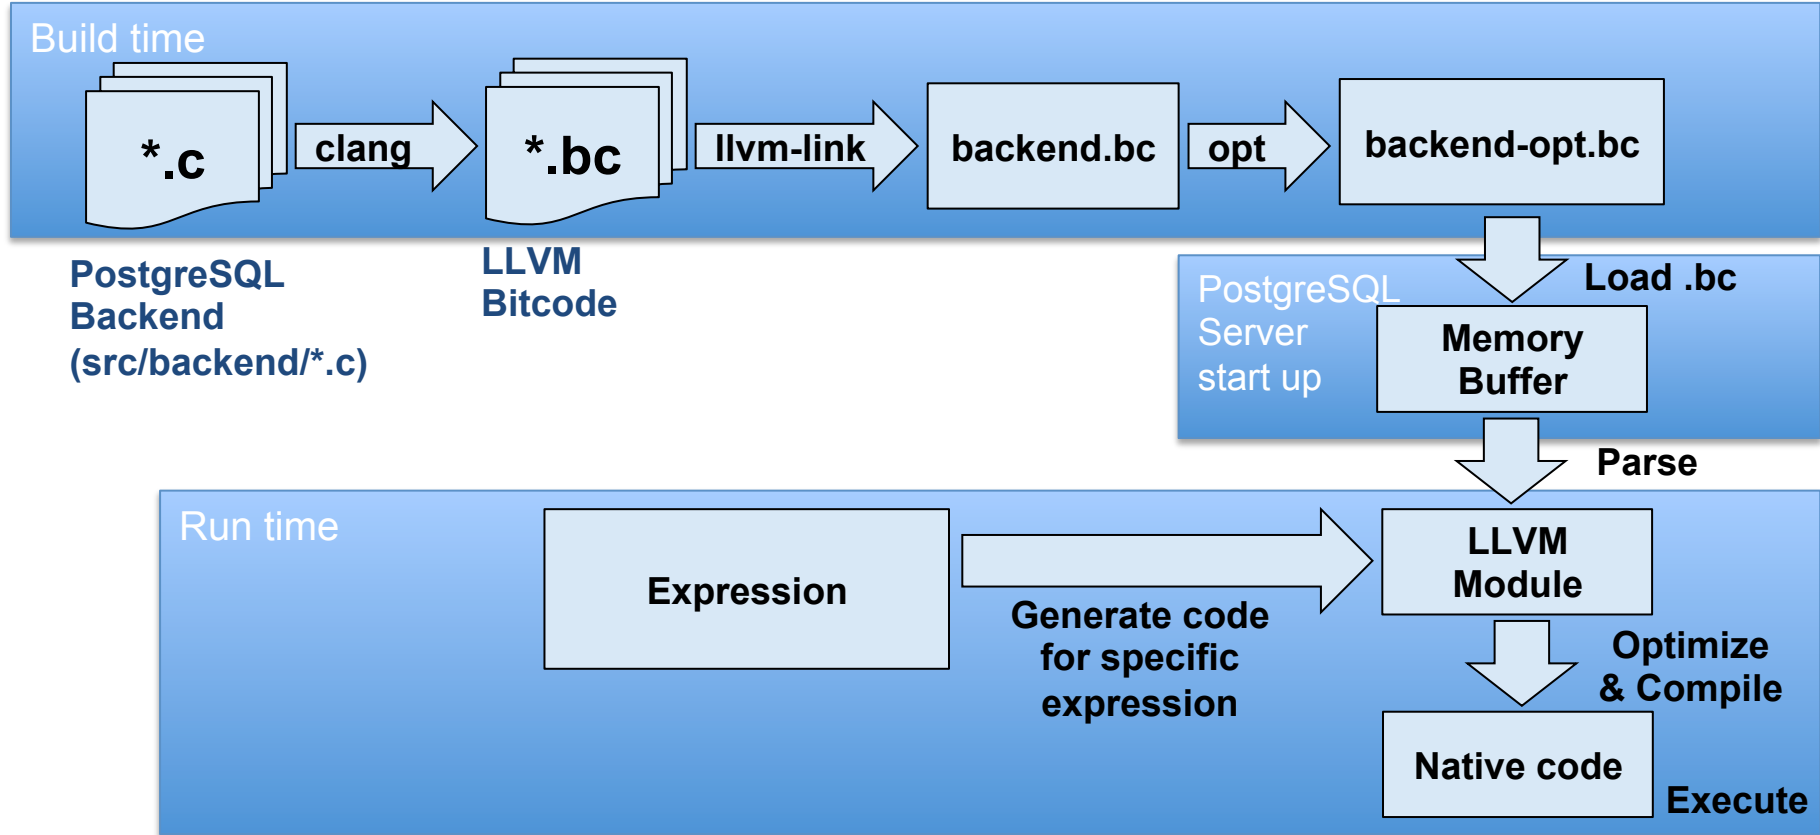 Build time
*.c
clang
*.bc
llvm-link
backend.bc
opt
backend-opt.bc
PostgreSQL
Backend
(src/backend/*.c)
LLVM
Bitcode
Load .bc
PostgreSQL
Server
start up
Memory
Buffer
Parse
Run time
Expression
Generate code
for specific
expression
LLVM
Module
Optimize
& Compile
Native code
Execute